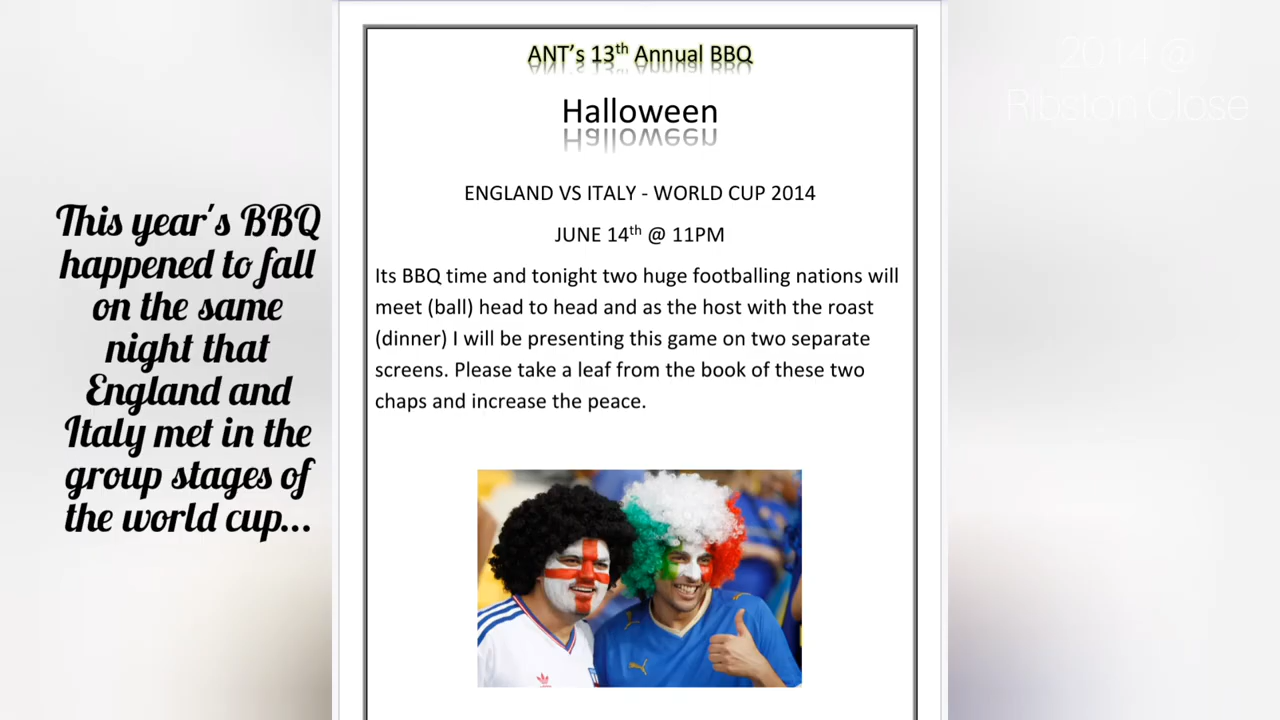 This year's BBQ
happened to fall
on the same
night that
England and
Italy met in the
group stages of
the world cup...
ANT's 13th Annual BBQ
Halloween
ENGLAND VS ITALY - WORLD CUP 2014
JUNE 14th @ 11PM
Its BBQ time and tonight two huge footballing nations will
meet (ball) head to head and as the host with the roast
(dinner) I will be presenting this game on two separate
screens. Please take a leaf from the book of these two
chaps and increase the peace.
2014 @
Ribston Close